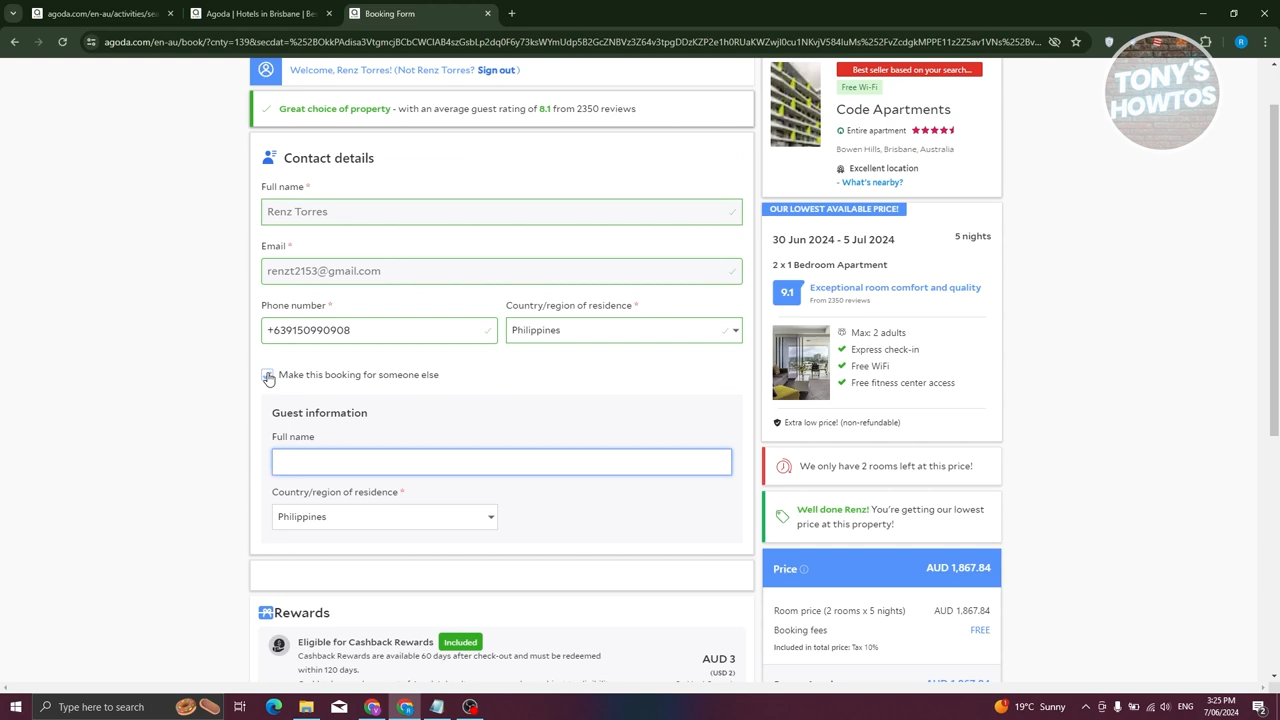 agoda.com/en-au/activities/sear
Agoda | Hotels in Brisbane | Be
Booking Form
agoda.com/en-au/book/?cnty=139
TONY'S
HOWTOS
Welcome, Renz Torres! (Not Renz Torres? Sign out)
Great choice of property - with an average guest rating of 8.1 from 2350 reviews
Contact details
Full name *
Renz Torres
Email *
renzt2153@gmail.com
Phone number *
Country/region of residence *
+639150990908
Philippines
Make this booking for someone else
Guest information
Full name
Country/region of residence *
Philippines
Rewards
Eligible for Cashback Rewards Included
Cashback Rewards are available 60 days after check-out and must be redeemed
within 120 days.
AUD 3
(USD 2)
Best seller based on your search...
Free Wi-Fi
Code Apartments
Entire apartment
Bowen Hills, Brisbane, Australia
Excellent location
- What's nearby?
OUR LOWEST AVAILABLE PRICE!
30 Jun 2024 - 5 Jul 2024
5 nights
2 x 1 Bedroom Apartment
9.1
Exceptional room comfort and quality
From 2350 reviews
Max: 2 adults
Express check-in
Free WiFi
Free fitness center access
Extra low price! (non-refundable)
We only have 2 rooms left at this price!
Well done Renz! You're getting our lowest
price at this property!
Price
AUD 1,867.84
Room price (2 rooms x 5 nights)
AUD 1,867.84
Booking fees
FREE
Included in total price: Tax 10%
Type here to search
19°C Sunny
ENG
3:25 PM
7/06/2024